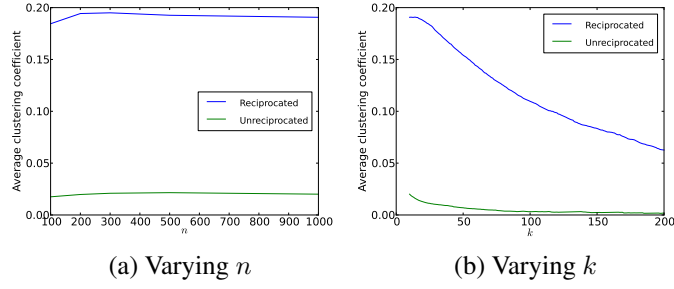 0.20
0.15
0.10
0.05
0.00
Average clustering coefficient
Reciprocated
Unreciprocated
100 200 300 400 500 600 700 800 900 1000
n
(a) Varying n
0.20
0.15
0.10
0.05
0.00
Average clustering coefficient
Reciprocated
Unreciprocated
0 50 100 150 200
k
(b) Varying k